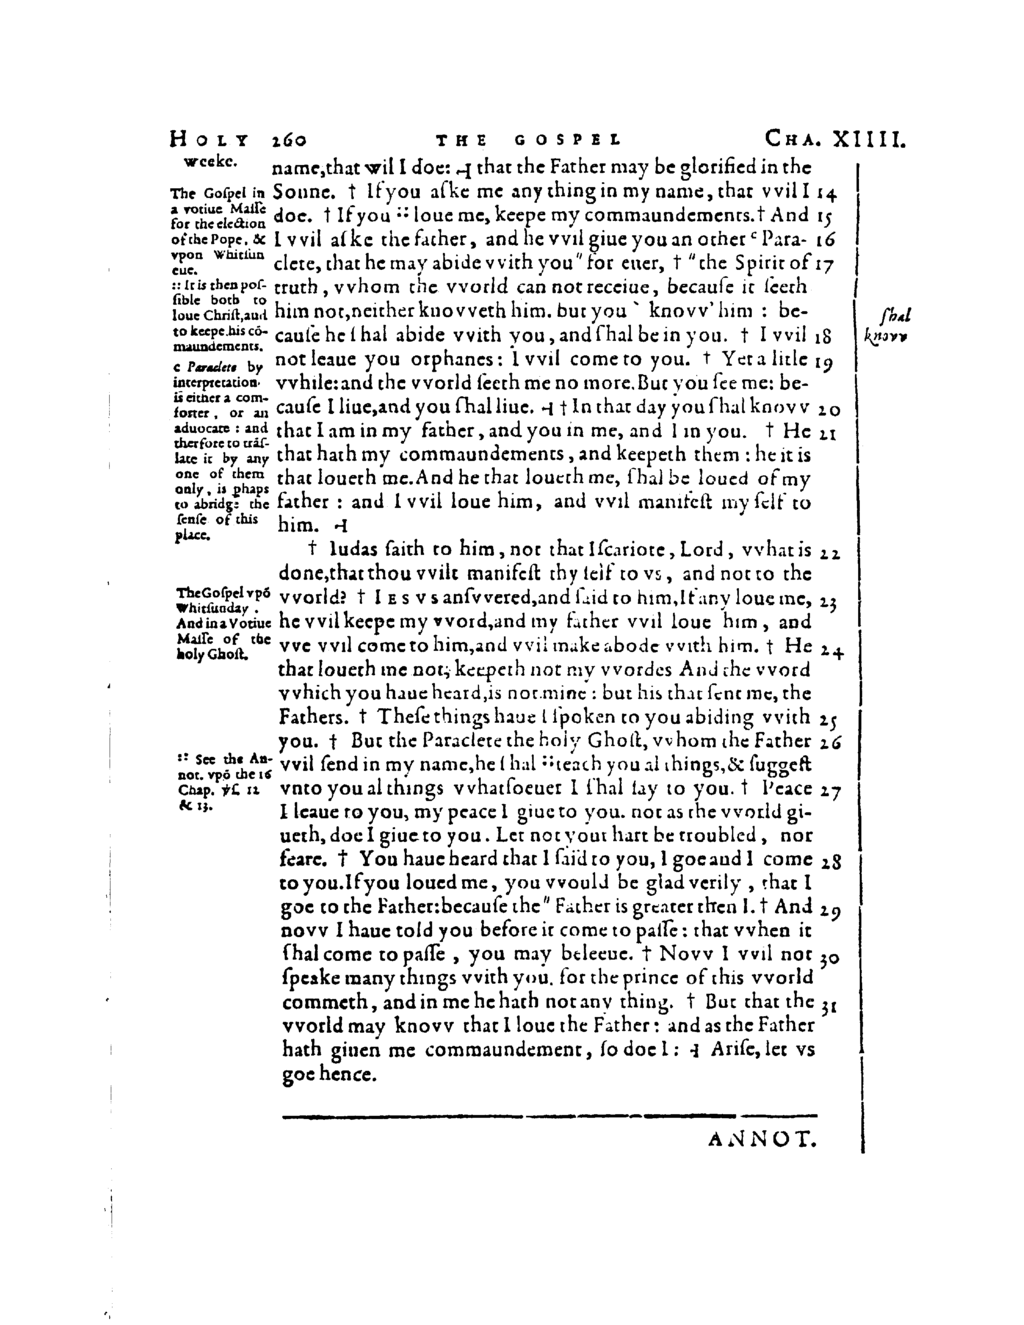 HOLY 260 THE GOSPEL CHA. XIIII.
weeke.
name,that wil I doe: ⊣ that the Father may be glorified in the
Sonne. † If you aſke me any thing in my name, that vvil I 14
doe. † If you :: loue me, keepe my commaundements. † And 15
I vvil aſke the father, and he vvil giue you an other c Para- 16
clete, that he may abide vvith you " for euer, † " the Spirit of 17
truth, vvhom the vvorld can not receiue, becauſe it ſeeth
him not, neither knovveth him. but you ` knovv' him : be-
cauſe he ſhal abide vvith you, and ſhal be in you. † I vvil 18
not leaue you orphanes: I vvil come to you. † Yet a litle 19
vvhile: and the vvorld ſeeth me no more. But you ſee me: be-
cauſe I liue, and you ſhal liue. ⊣ † In that day you ſhal knovv 20
that I am in my father, and you in me, and I in you. † He 21
that hath my commaundements, and keepeth them : he it is
that loueth me. And he that loueth me, ſhal be loued of my
father : and I vvil loue him, and vvil manifeſt my ſelf to
him. ⊣
† Iudas ſaith to him, not that Iſcariote, Lord, vvhat is 22
done, that thou vvilt manifeſt thy ſelf to vs, and not to the
vvorld? † IESVS anſvvered, and ſaid to him, If any loue me, 23
he vvil keepe my vvord, and my father vvil loue him, and
vve vvil come to him, and vvil make abode vvith him. † He 24
that loueth me not, keepeth not my vvordes And the vvord
vvhich you haue heard, is not mine : but his that ſent me, the
Fathers. † Theſe things haue I ſpoken to you abiding vvith 25
you. † But the Paraclete the holy Ghoſt, vvhom the Father 26
vvil ſend in my name, he ſhal :: teach you al things, & ſuggeſt
vnto you al things vvhatſoeuer I ſhal ſay to you. † Peace 27
I leaue to you, my peace I giue to you. not as the vvorld gi-
ueth, doe I giue to you. Let not your hart be troubled, nor
feare. † You haue heard that I ſaid to you, I goe and I come 28
to you. If you loued me, you vvould be glad verily, that I
goe to the Father: becauſe the " Father is greater then I. † And 29
novv I haue told you before it come to paſſe: that vvhen it
ſhal come to paſſe, you may beleeue. † Novv I vvil not 30
ſpeake many things vvith you. for the prince of this vvorld
commeth, and in me he hath not any thing. † But that the 31
vvorld may knovv that I loue the Father: and as the Father
hath giuen me commaundement, ſo doe I: ⊣ Ariſe, let vs
goe hence.
The Goſpel in
a votiue Maſſe
for the election
of the Pope, &
vpon Whitſun
eue.
:: It is then poſ-
ſible both to
loue Chriſt, and
to keepe his cō-
maundements.
c Paraclete by
interpretation
is either a com-
forter, or an
aduocate : and
therfore to trāſ-
late it by any
one of them
only, is phaps
to abridge the
ſenſe of this
place.
The Goſpel vpō
Whitſunday.
And in a Votiue
Maſſe of the
holy Ghoſt.
:: See the An-
not. vpō the 16
Chap. ỳſ. 12
& 13.
ſhal
knovv
ANNOT.